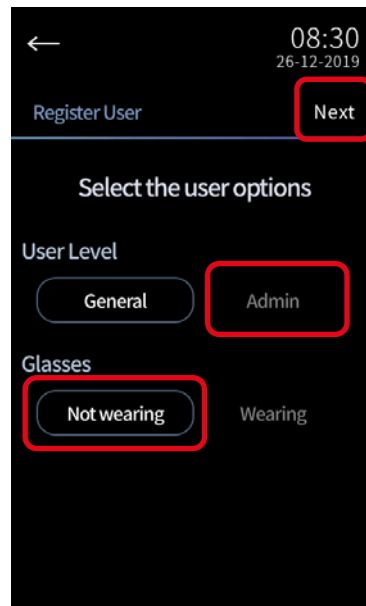 08:30
26-12-2019
Register User Next
Select the user options
User Level
General Admin
Glasses
Not wearing Wearing